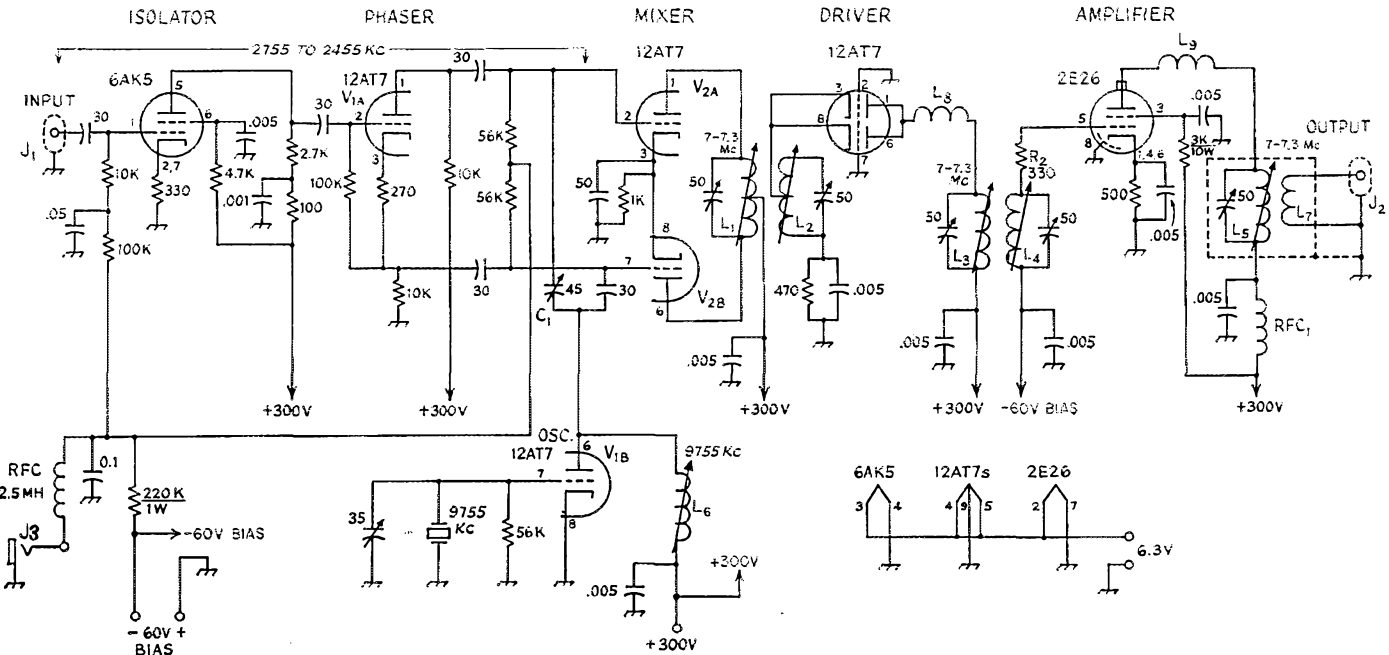 ISOLATOR PHASER MIXER DRIVER AMPLIFIER
2755 TO 2455 KC
6AK5 12AT7 12AT7 12AT7 2E26
INPUT
J1
30
1
5
6
2,7
10K
330
4.7K
.005
.05
100K
2.7K
.001
100
+300V
30
V1A
1
2
3
100K
270
10K
10K
+300V
30
56K
56K
30
45
C1
30
V2A
1
2
3
50
1K
8
7
V2B
6
7-7.3 Mc
50
L1
.005
+300V
L2
50
470
.005
3
8
2
1
6
7
L8
7-7.3 Mc
50
L3
.005
+300V
R2
330
50
L4
.005
-60V BIAS
5
3
8
1,4,6
500
.005
.005
3K
10W
L9
7-7.3 Mc
50
L5
L7
OUTPUT
J2
.005
RFC1
+300V
RFC
2.5MH
0.1
220K
1W
J3
-60V BIAS
- 60V +
BIAS
OSC.
12AT7
V1B
6
7
8
35
9755
KC
56K
9755 KC
L6
.005
+300V
+300V
6AK5 12AT7s 2E26
3 4 4 9 5 2 7
6.3V